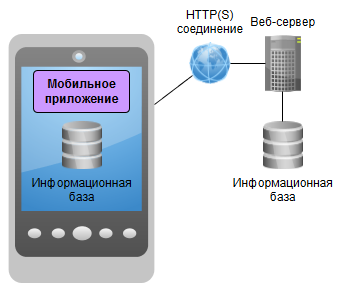 HTTP(S)
соединение
Веб-сервер
Мобильное
приложение
Информационная
база
Информационная
база